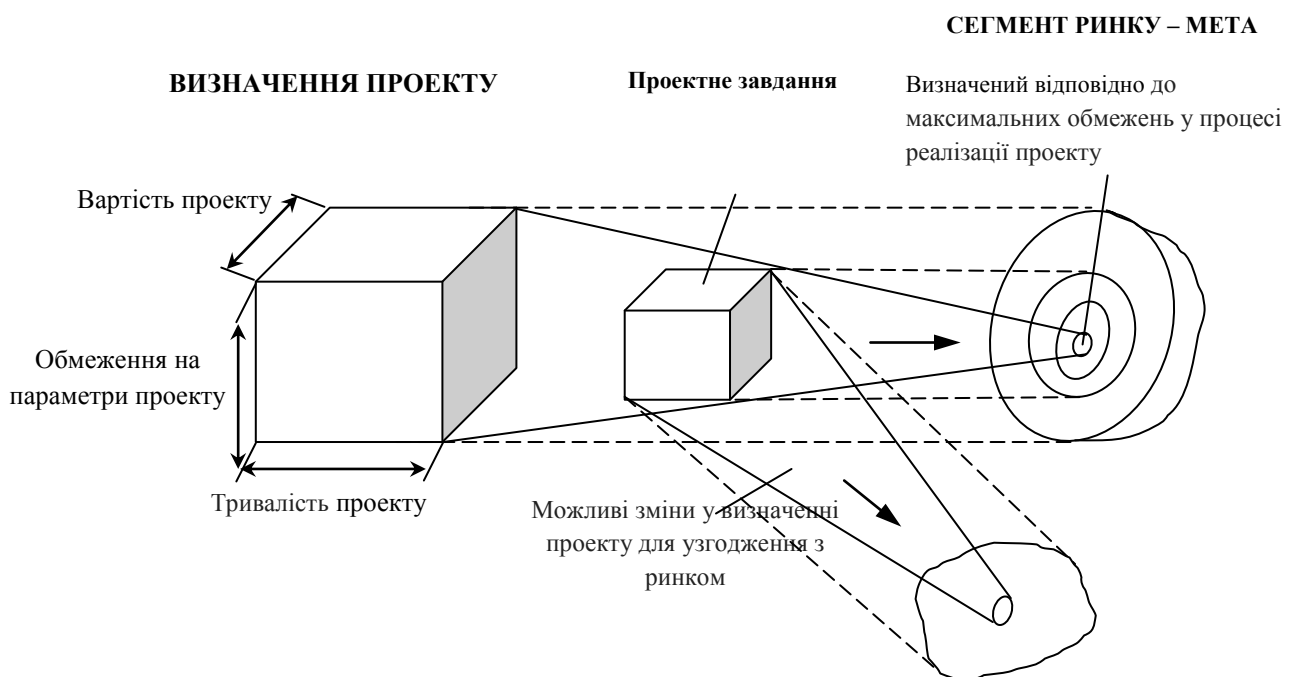 СЕГМЕНТ РИНКУ – МЕТА
ВИЗНАЧЕННЯ ПРОЕКТУ
Проектне завдання
Визначений відповідно до
максимальних обмежень у процесі
реалізації проекту
Вартість проекту
Обмеження на
параметри проекту
Тривалість проекту
Можливі зміни у визначенні
проекту для узгодження з
ринком